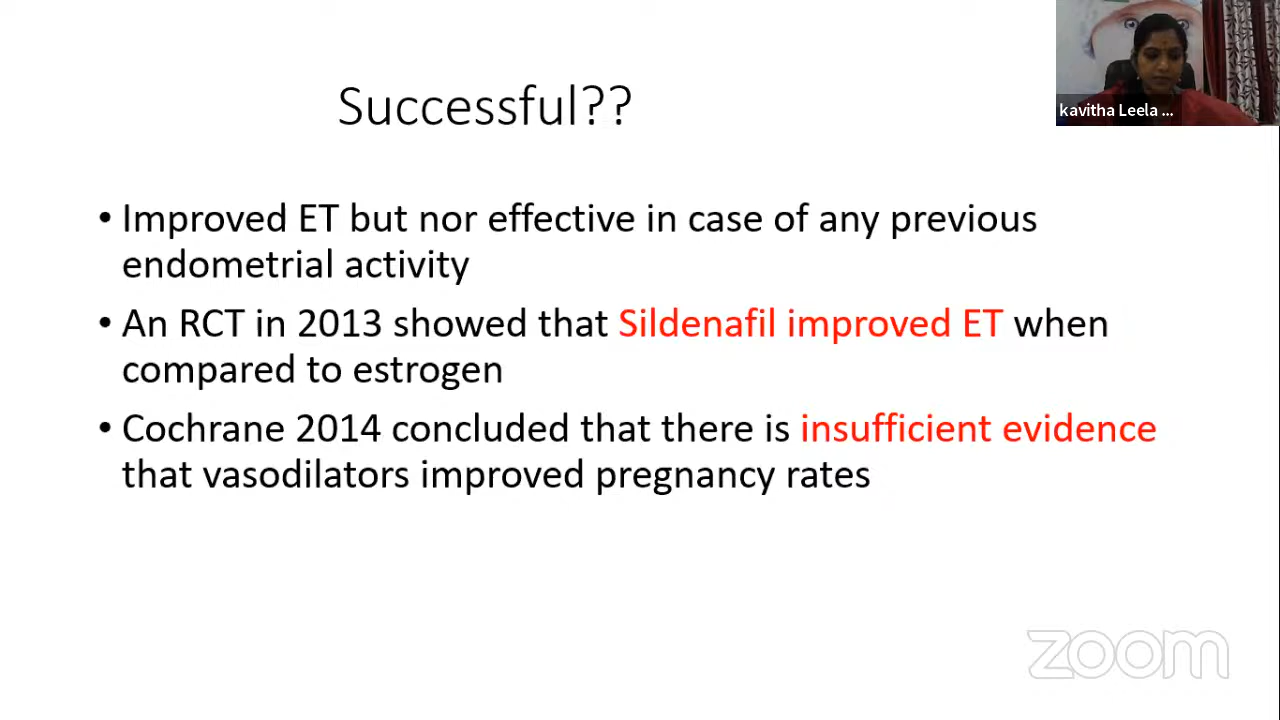 Successful??
kavitha Leela ...
• Improved ET but nor effective in case of any previous
endometrial activity
• An RCT in 2013 showed that Sildenafil improved ET when
compared to estrogen
• Cochrane 2014 concluded that there is insufficient evidence
that vasodilators improved pregnancy rates
zoom